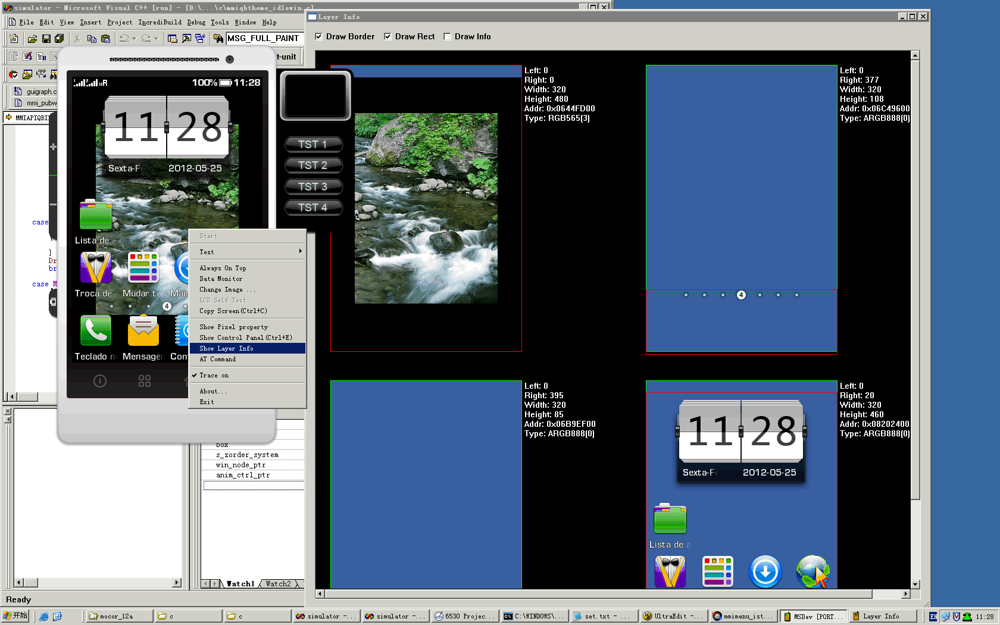 simulator - Microsoft Visual C++ [run] - [D:\...\c\mmiqbtheme_idlewin.c]
File Edit View Insert Project IncrediBuild Debug Tools Window Help
MSG_FULL_PAINT
t-unit
guigraph.c
mmi_pubw
MMIAPIQBI
case
}
Dr
br
case M
Ready
box
s_zorder_system
win_node_ptr
anim_ctrl_ptr
Watch1 Watch2
100% 11:28
11 28
Sexta-F 2012-05-25
Lista de a
Troca de Mudar te Mais
4
Teclado n Mensagen Con
TST 1
TST 2
TST 3
TST 4
Start
Test
Always On Top
Data Monitor
Change Image ...
LCD Self Test
Copy Screen(Ctrl+C)
Show Pixel property
Show Control Panel(Ctrl+E)
Show Layer Info
AT Command
Trace on
About...
Exit
Layer Info
Draw Border Draw Rect Draw Info
Left: 0
Right: 0
Width: 320
Height: 480
Addr: 0x0644FD00
Type: RGB565(3)
Left: 0
Right: 377
Width: 320
Height: 108
Addr: 0x06C49600
Type: ARGB888(0)
4
Left: 0
Right: 395
Width: 320
Height: 85
Addr: 0x06B9EF00
Type: ARGB888(0)
Left: 0
Right: 20
Width: 320
Height: 460
Addr: 0x08202400
Type: ARGB888(0)
11 28
Sexta-F 2012-05-25
Lista de a
开始 mocor_12a c c simulator -... simulator -... 6530 Projec... C:\WINDOWS\... set.txt - ... UltraEdit -... mmimenu_ist... MSDev [PORT... Layer Info EN 11:28